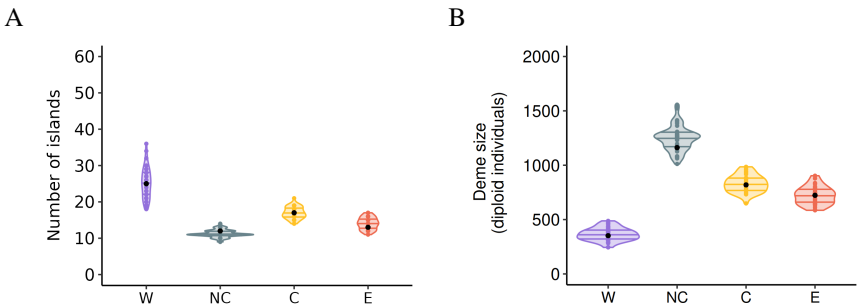 A
Number of islands
60
50
40
30
20
10
0
W NC C E
B
Deme size
(diploid individuals)
2000
1500
1000
500
0
W NC C E